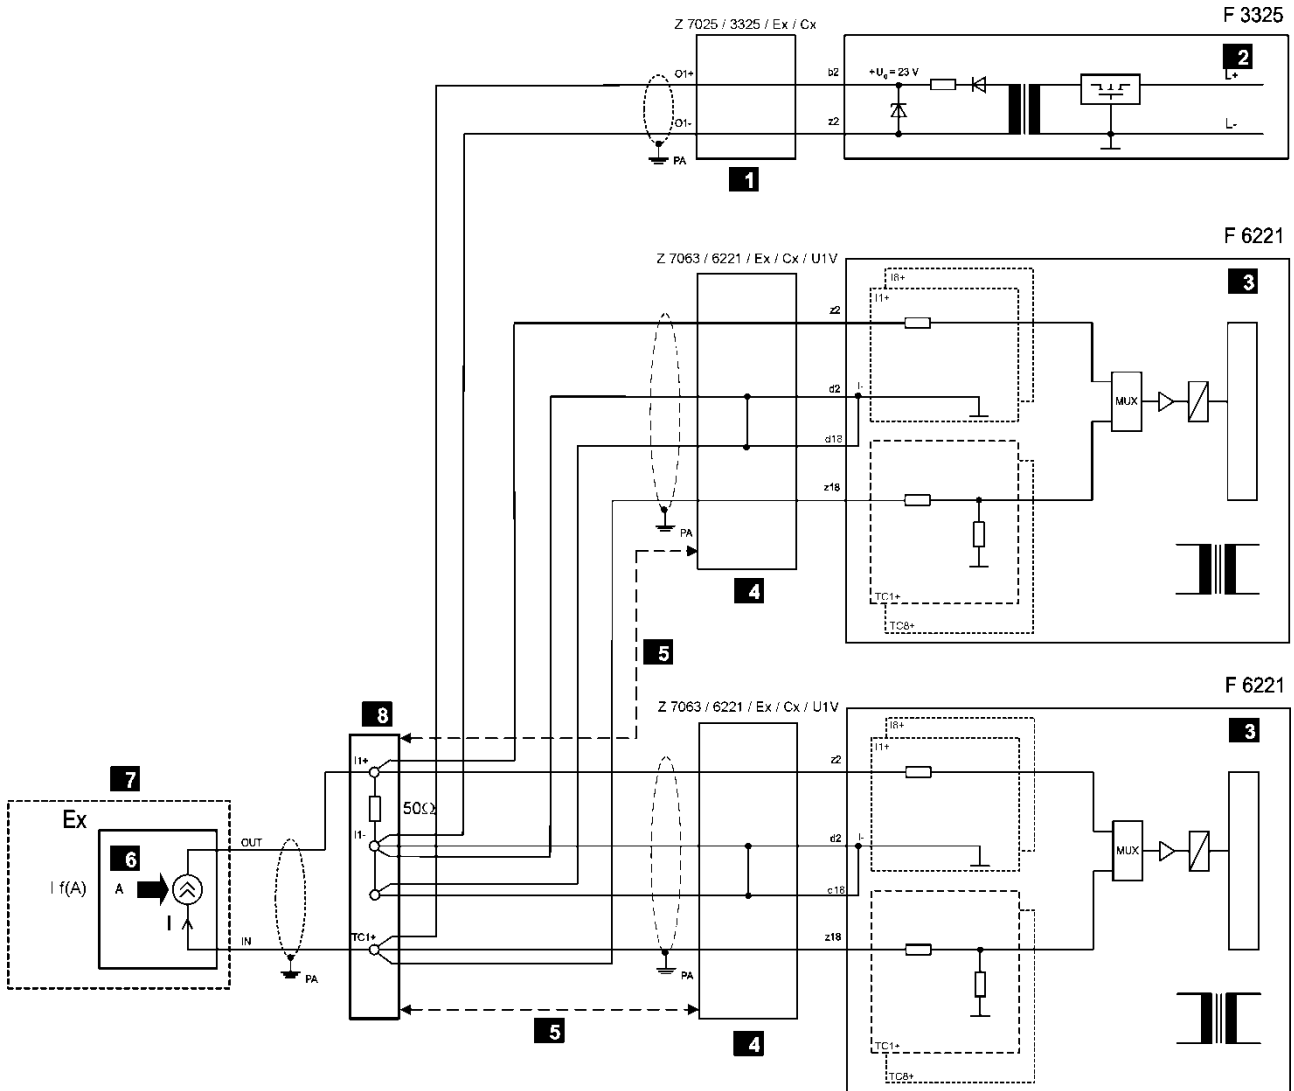 F 3325
Z 7025 / 3325 / Ex / Cx
2
O1+
b2
+U₀ = 23 V
L+
O1-
z2
L-
PA
1
F 6221
Z 7063 / 6221 / Ex / Cx / U1V
3
I8+
I1+
z2
d2
I-
MUX
d18
z18
PA
4
TC1+
TC8+
5
F 6221
Z 7063 / 6221 / Ex / Cx / U1V
8
3
I8+
I1+
I1+
z2
7
50Ω
Ex
OUT
I1-
d2
I-
MUX
6
I f(A)
A
I
c18
TC1+
z18
IN
PA
PA
5
4
TC1+
TC8+